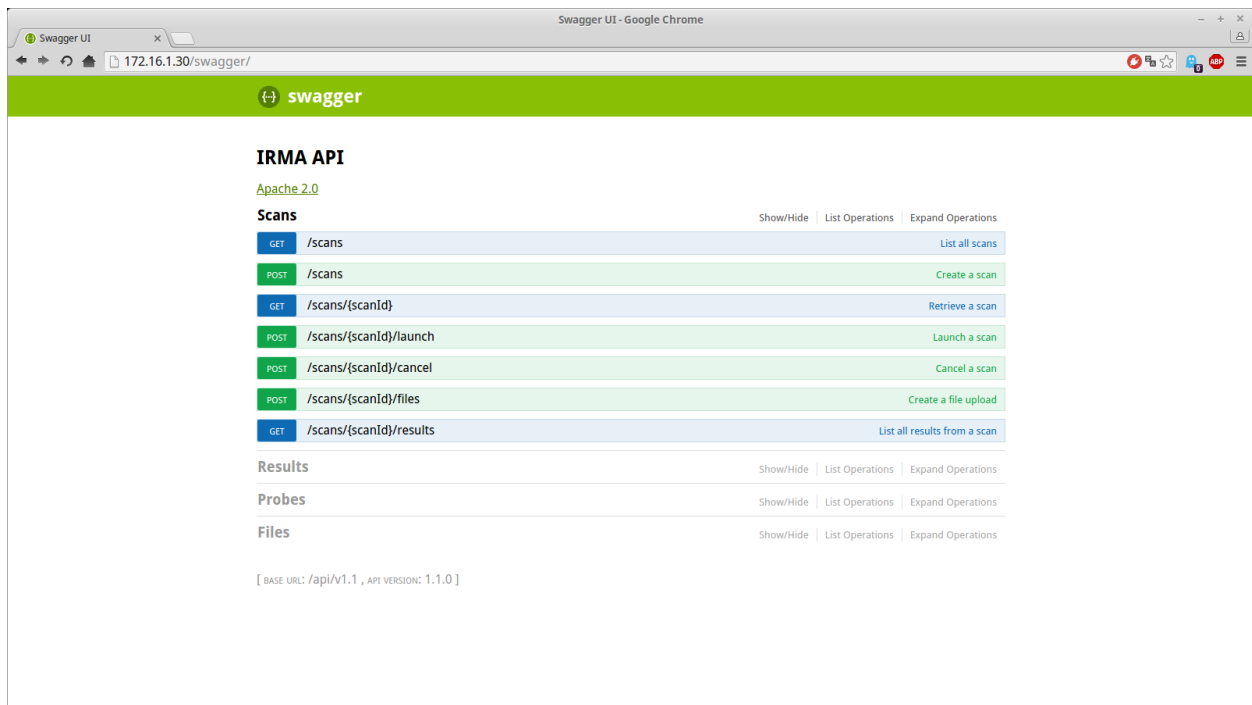 Swagger UI - Google Chrome
Swagger UI
172.16.1.30/swagger/
0 ABP
swagger
IRMA API
Apache 2.0
Scans Show/Hide List Operations Expand Operations
GET /scans List all scans
POST /scans Create a scan
GET /scans/{scanId} Retrieve a scan
POST /scans/{scanId}/launch Launch a scan
POST /scans/{scanId}/cancel Cancel a scan
POST /scans/{scanId}/files Create a file upload
GET /scans/{scanId}/results List all results from a scan
Results Show/Hide List Operations Expand Operations
Probes Show/Hide List Operations Expand Operations
Files Show/Hide List Operations Expand Operations
[ BASE URL: /api/v1.1 , API VERSION: 1.1.0 ]